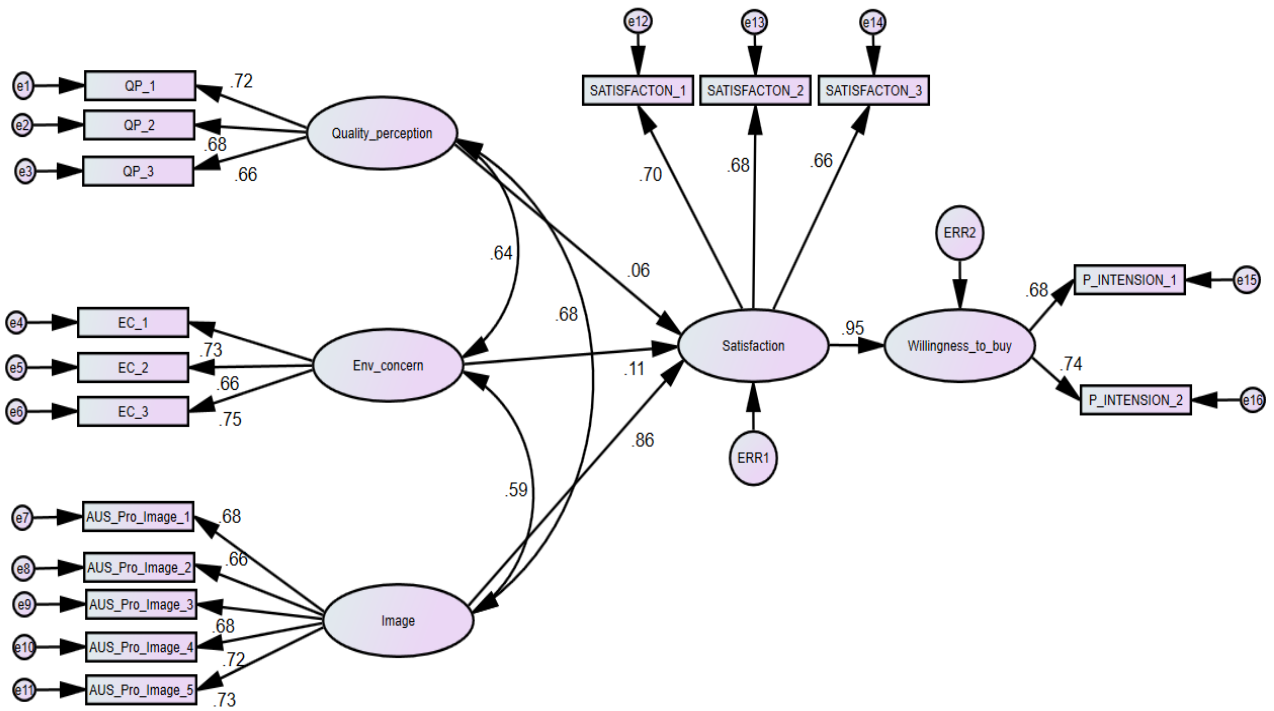 e1
QP_1
.72
e2
QP_2
.68
e3
QP_3
.66
Quality_perception
e12
e13
e14
SATISFACTON_1
SATISFACTON_2
SATISFACTON_3
.70
.68
.66
.64
.06
.68
ERR2
P_INTENSION_1
e15
.68
e4
EC_1
.73
e5
EC_2
.66
e6
EC_3
.75
Env_concern
.11
Satisfaction
.95
Willingness_to_buy
.74
P_INTENSION_2
e16
.86
ERR1
.59
e7
AUS_Pro_Image_1
.68
e8
AUS_Pro_Image_2
.66
e9
AUS_Pro_Image_3
.68
e10
AUS_Pro_Image_4
.72
e11
AUS_Pro_Image_5
.73
Image